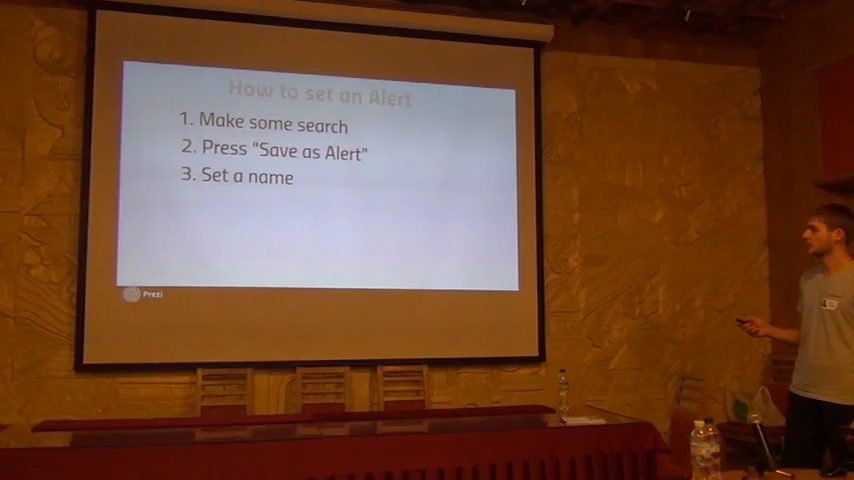 How to set an Alert
1. Make some search
2. Press "Save as Alert"
3. Set a name
Prezi